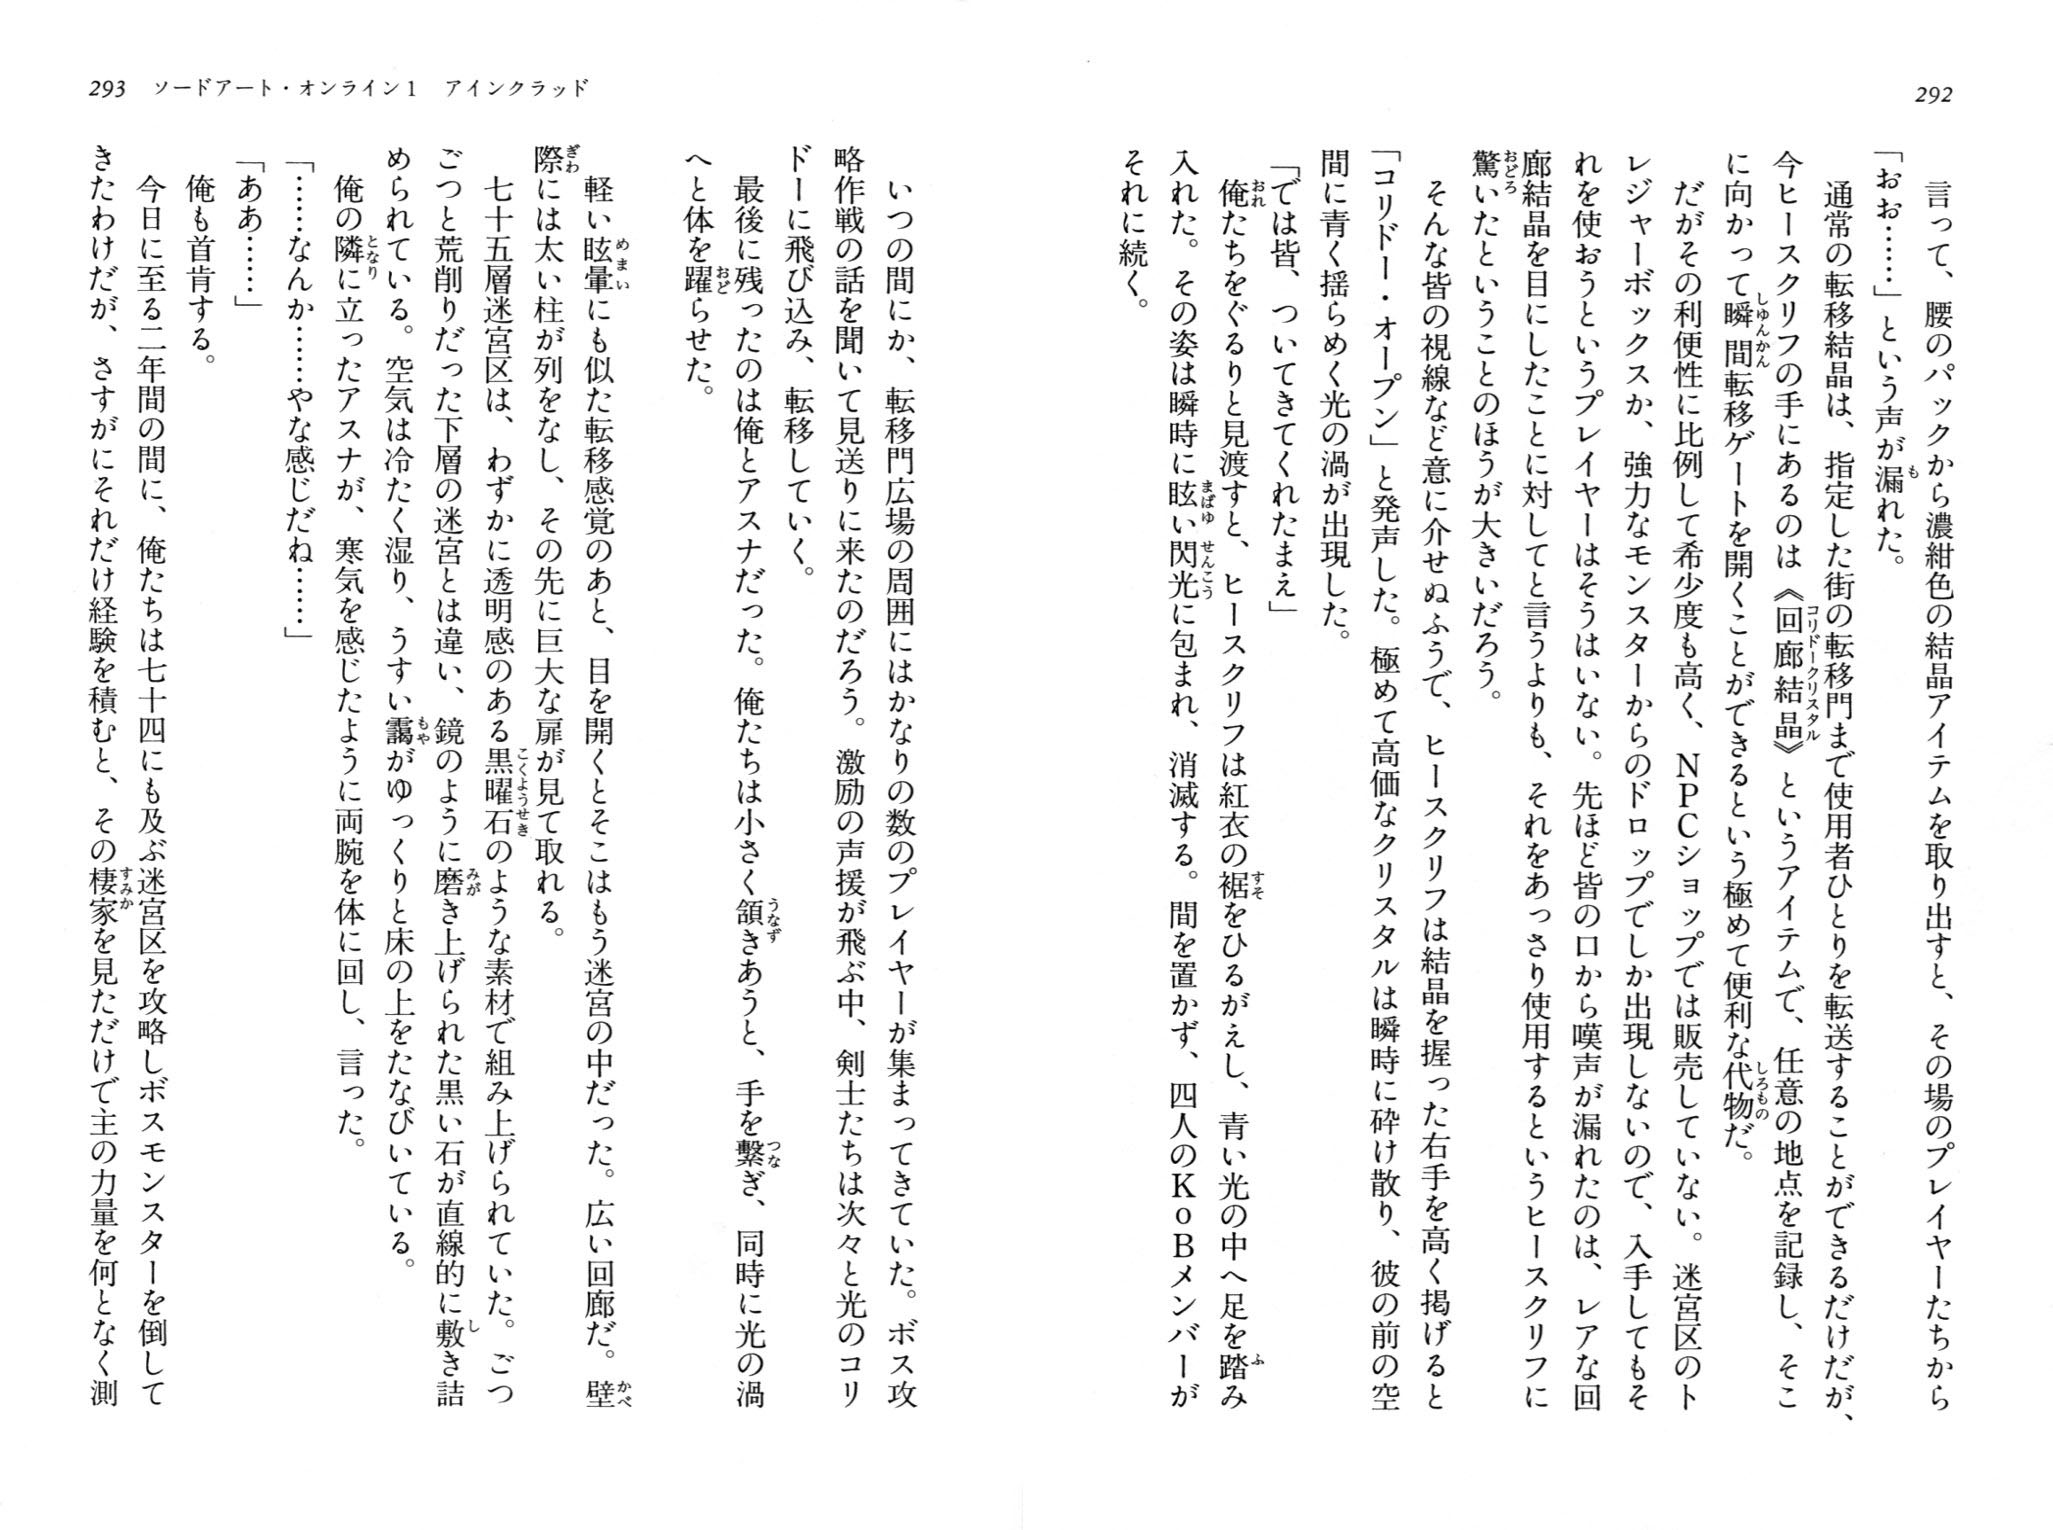 292
言って、腰のパックから濃紺色の結晶アイテムを取り出すと、その場のプレイヤーたちから
「おお……」という声が漏れた。
通常の転移結晶は、指定した街の転移門まで使用者ひとりを転送することができるだけだが、
今ヒースクリフの手にあるのは《回廊結晶》というアイテムで、任意の地点を記録し、そこ
に向かって瞬間転移ゲートを開くことができるという極めて便利な代物だ。
だがその利便性に比例して希少度も高く、NPCショップでは販売していない。迷宮区のト
レジャーボックスか、強力なモンスターからのドロップでしか出現しないので、入手してもそ
れを使おうというプレイヤーはそうはいない。先ほど皆の口から嘆声が漏れたのは、レアな回
廊結晶を目にしたことに対してと言うよりも、それをあっさり使用するというヒースクリフに
驚いたということのほうが大きいだろう。
そんな皆の視線など意に介せぬふうで、ヒースクリフは結晶を握った右手を高く掲げると
「コリドー・オープン」と発声した。極めて高価なクリスタルは瞬時に砕け散り、彼の前の空
間に青く揺らめく光の渦が出現した。
「では皆、ついてきてくれたまえ」
俺たちをぐるりと見渡すと、ヒースクリフは紅衣の裾をひるがえし、青い光の中へ足を踏み
入れた。その姿は瞬時に眩い閃光に包まれ、消滅する。間を置かず、四人のKoBメンバーが
それに続く。
293 ソードアート・オンライン1 アインクラッド
いつの間にか、転移門広場の周囲にはかなりの数のプレイヤーが集まってきていた。ボス攻
略作戦の話を聞いて見送りに来たのだろう。激励の声援が飛ぶ中、剣士たちは次々と光のコリ
ドーに飛び込み、転移していく。
最後に残ったのは俺とアスナだった。俺たちは小さく頷きあうと、手を繋ぎ、同時に光の渦
へと体を躍らせた。
軽い眩暈にも似た転移感覚のあと、目を開くとそこはもう迷宮の中だった。広い回廊だ。壁
際には太い柱が列をなし、その先に巨大な扉が見て取れる。
七十五層迷宮区は、わずかに透明感のある黒曜石のような素材で組み上げられていた。ごつ
ごつと荒削りだった下層の迷宮とは違い、鏡のように磨き上げられた黒い石が直線的に敷き詰
められている。空気は冷たく湿り、うすい靄がゆっくりと床の上をたなびいている。
俺の隣に立ったアスナが、寒気を感じたように両腕を体に回し、言った。
「……なんか……やな感じだね……」
「ああ……」
俺も首肯する。
今日に至る二年間の間に、俺たちは七十四にも及ぶ迷宮区を攻略しボスモンスターを倒して
きたわけだが、さすがにそれだけ経験を積むと、その棲家を見ただけで主の力量を何となく測